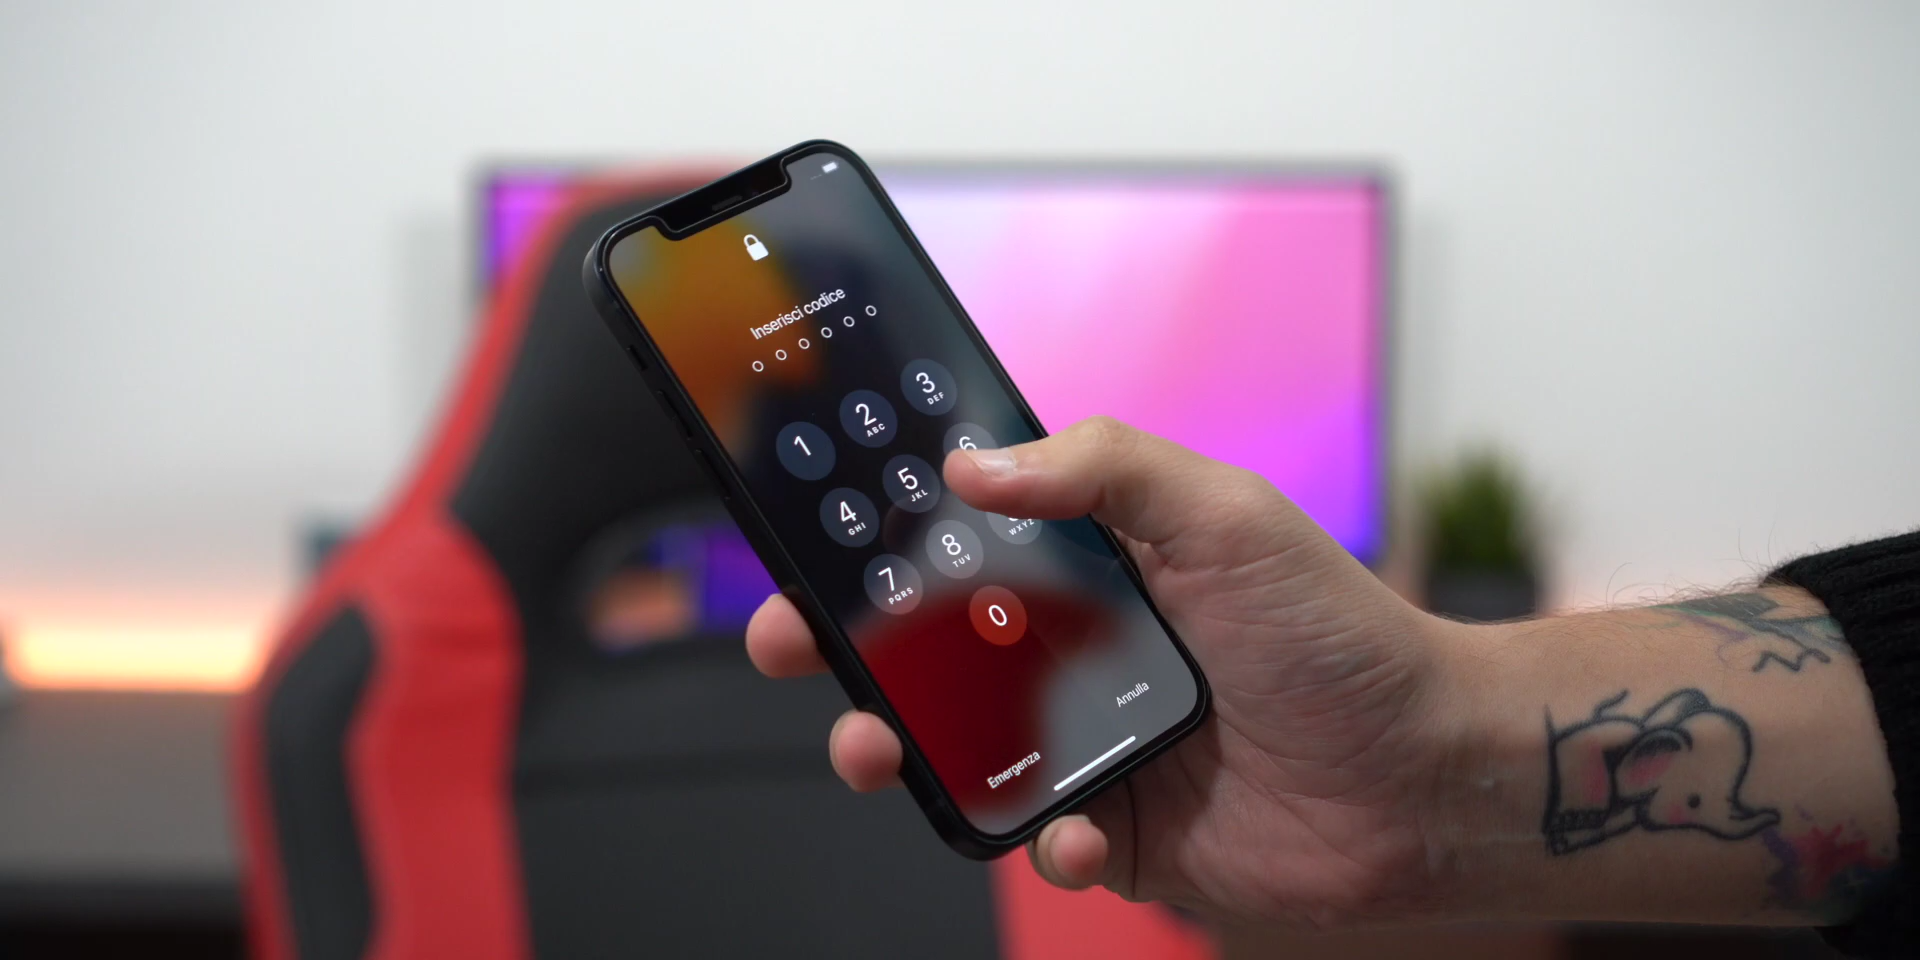 Inserisci codice
1
2
ABC
3
DEF
4
GHI
5
JKL
6
7
PQRS
8
TUV
WXYZ
0
Emergenza
Annulla